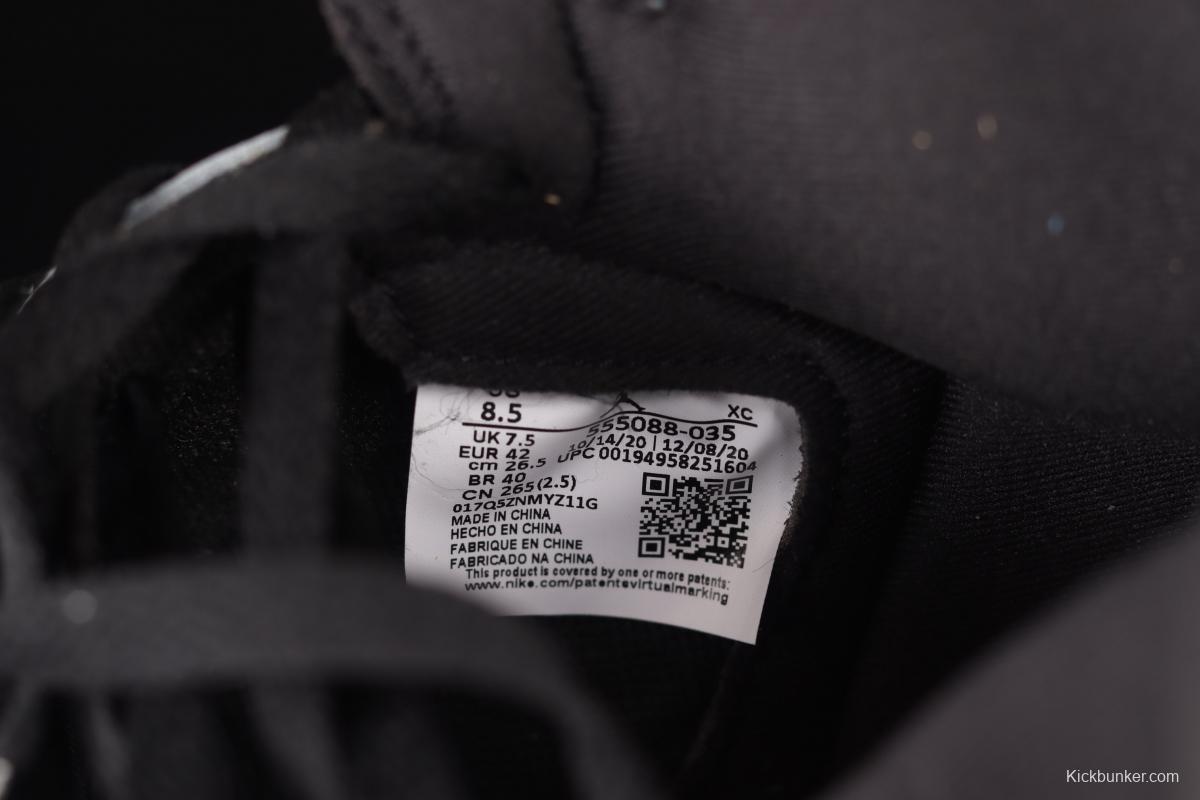 US
8.5
XC
UK 7.5
EUR 42
cm 26.5
BR 40
CN 265(2.5)
555088-035
10/14/20 | 12/08/20
UPC 00194958251604
017Q5ZNMYZ11G
MADE IN CHINA
HECHO EN CHINA
FABRIQUE EN CHINE
FABRICADO NA CHINA
This product is covered by one or more patents:
www.nike.com/patentsvirtualmarking
Kickbunker.com